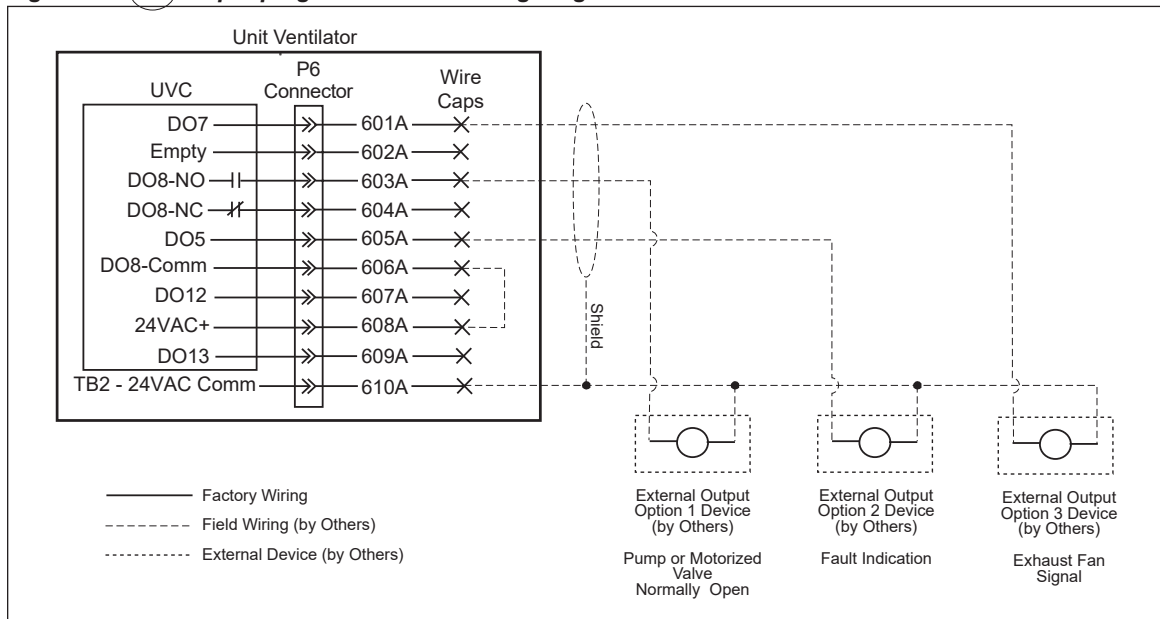 Unit Ventilator
P6
Connector
Wire
Caps
UVC
DO7
601A
Empty
602A
DO8-NO
603A
DO8-NC
604A
DO5
605A
DO8-Comm
606A
DO12
607A
24VAC+
608A
DO13
609A
TB2 - 24VAC Comm
610A
Shield
Factory Wiring
Field Wiring (by Others)
External Device (by Others)
External Output
Option 1 Device
(by Others)
Pump or Motorized
Valve
Normally Open
External Output
Option 2 Device
(by Others)
Fault Indication
External Output
Option 3 Device
(by Others)
Exhaust Fan
Signal